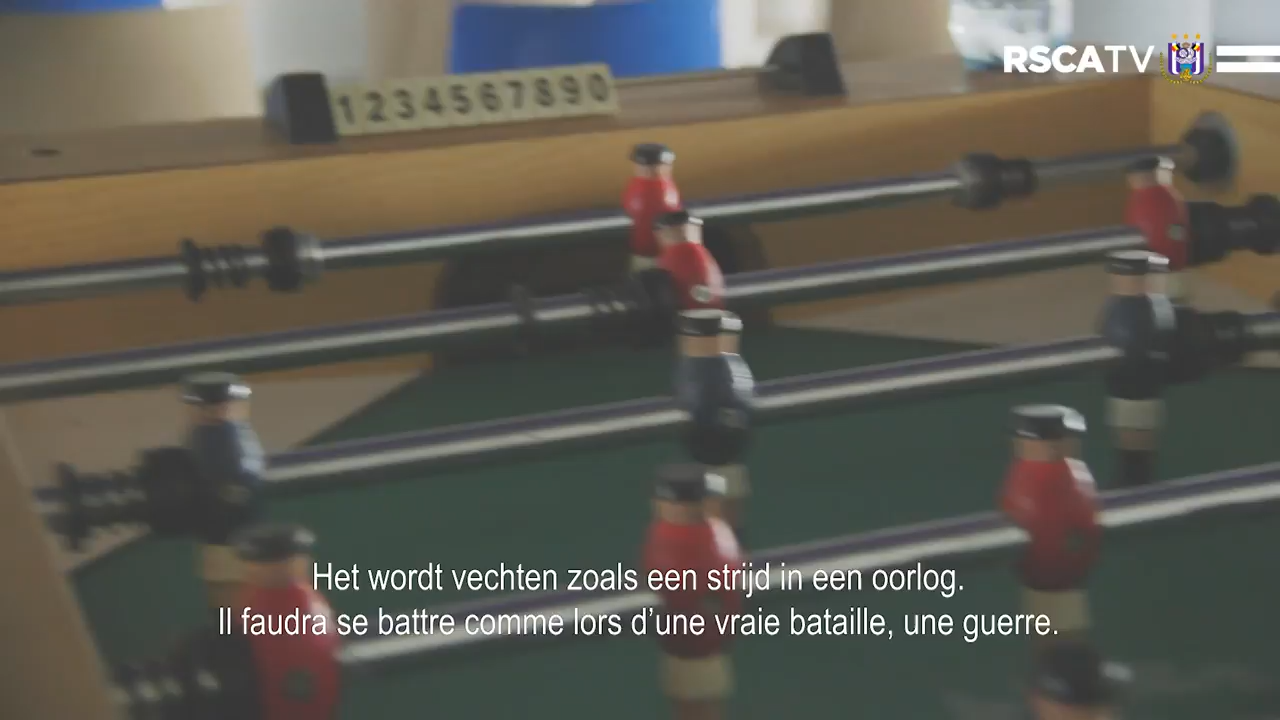 RSCATV
1234567890
Het wordt vechten zoals een strijd in een oorlog.
Il faudra se battre comme lors d'une vraie bataille, une guerre.